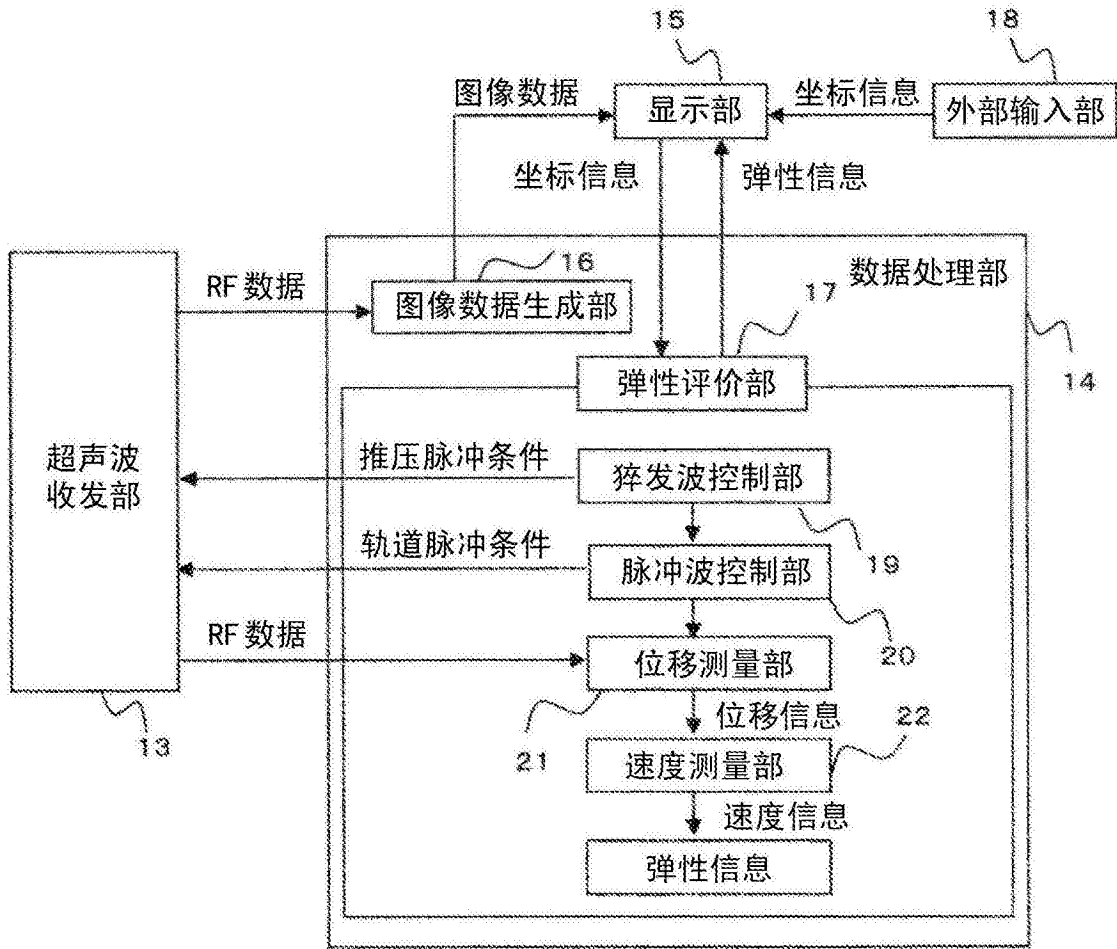 15
18
图像数据
坐标信息
显示部
外部输入部
坐标信息
弹性信息
16
数据处理部
RF数据
图像数据生成部
17
14
弹性评价部
超声波
收发部
推压脉冲条件
猝发波控制部
19
轨道脉冲条件
脉冲波控制部
RF数据
20
位移测量部
13
21
位移信息
22
速度测量部
速度信息
弹性信息